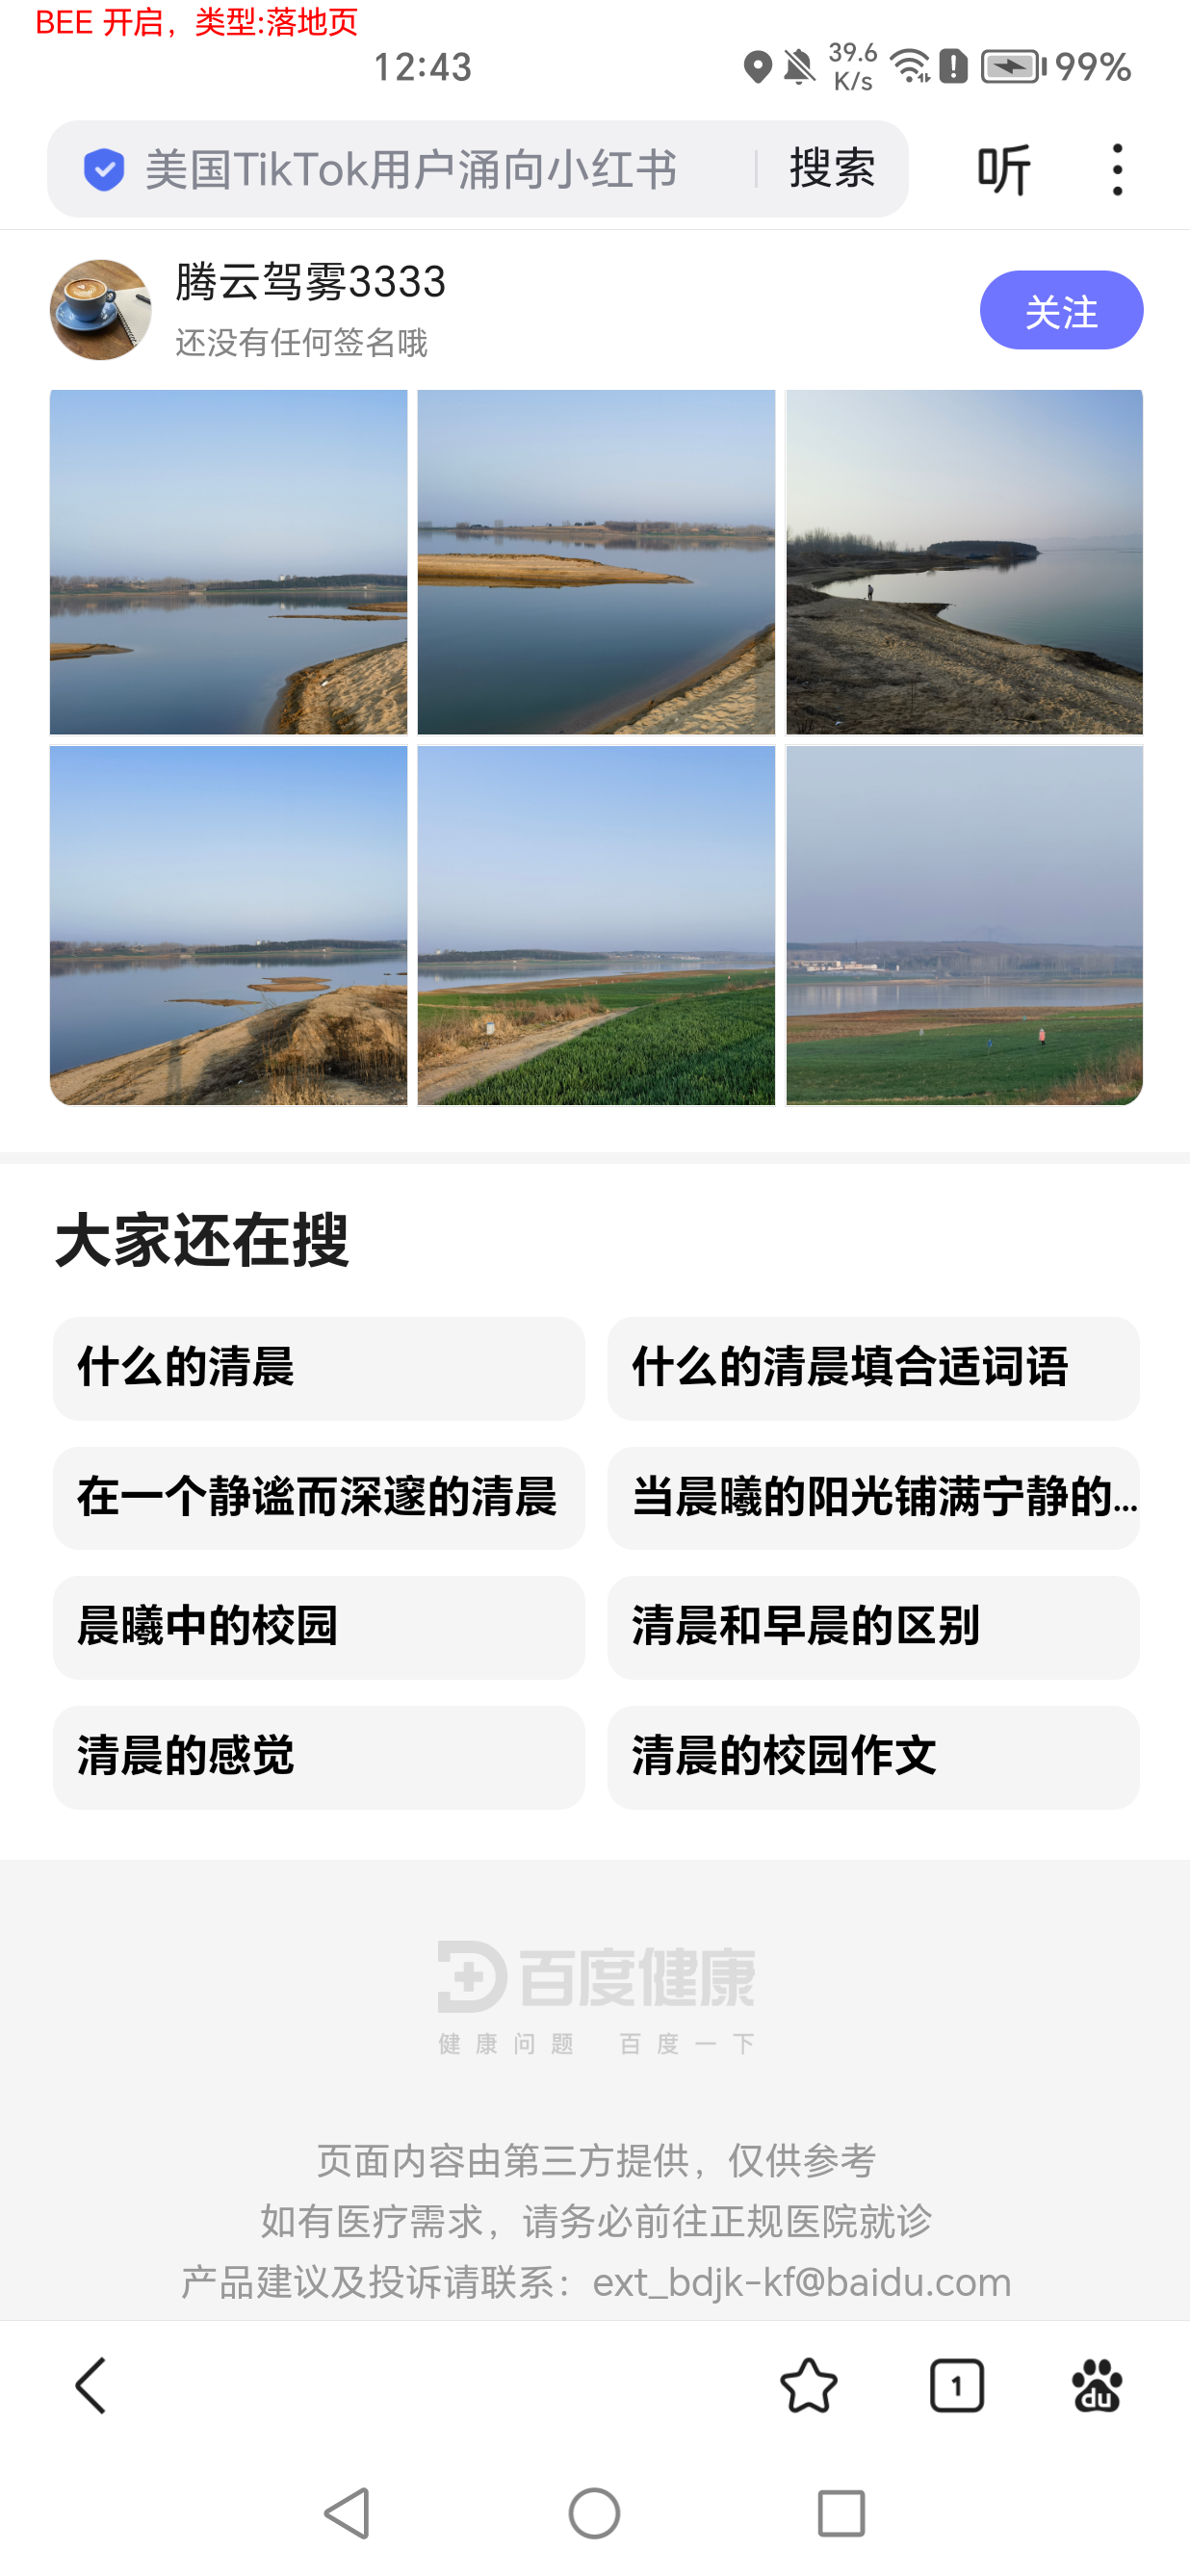 BEE 开启，类型:落地页
12:43
39.6
K/s
99%
美国TikTok用户涌向小红书
搜索
听
腾云驾雾3333
还没有任何签名哦
关注
大家还在搜
什么的清晨
什么的清晨填合适词语
在一个静谧而深邃的清晨
当晨曦的阳光铺满宁静的...
晨曦中的校园
清晨和早晨的区别
清晨的感觉
清晨的校园作文
百度健康
健康问题 百度一下
页面内容由第三方提供，仅供参考
如有医疗需求，请务必前往正规医院就诊
产品建议及投诉请联系：ext_bdjk-kf@baidu.com
1
du